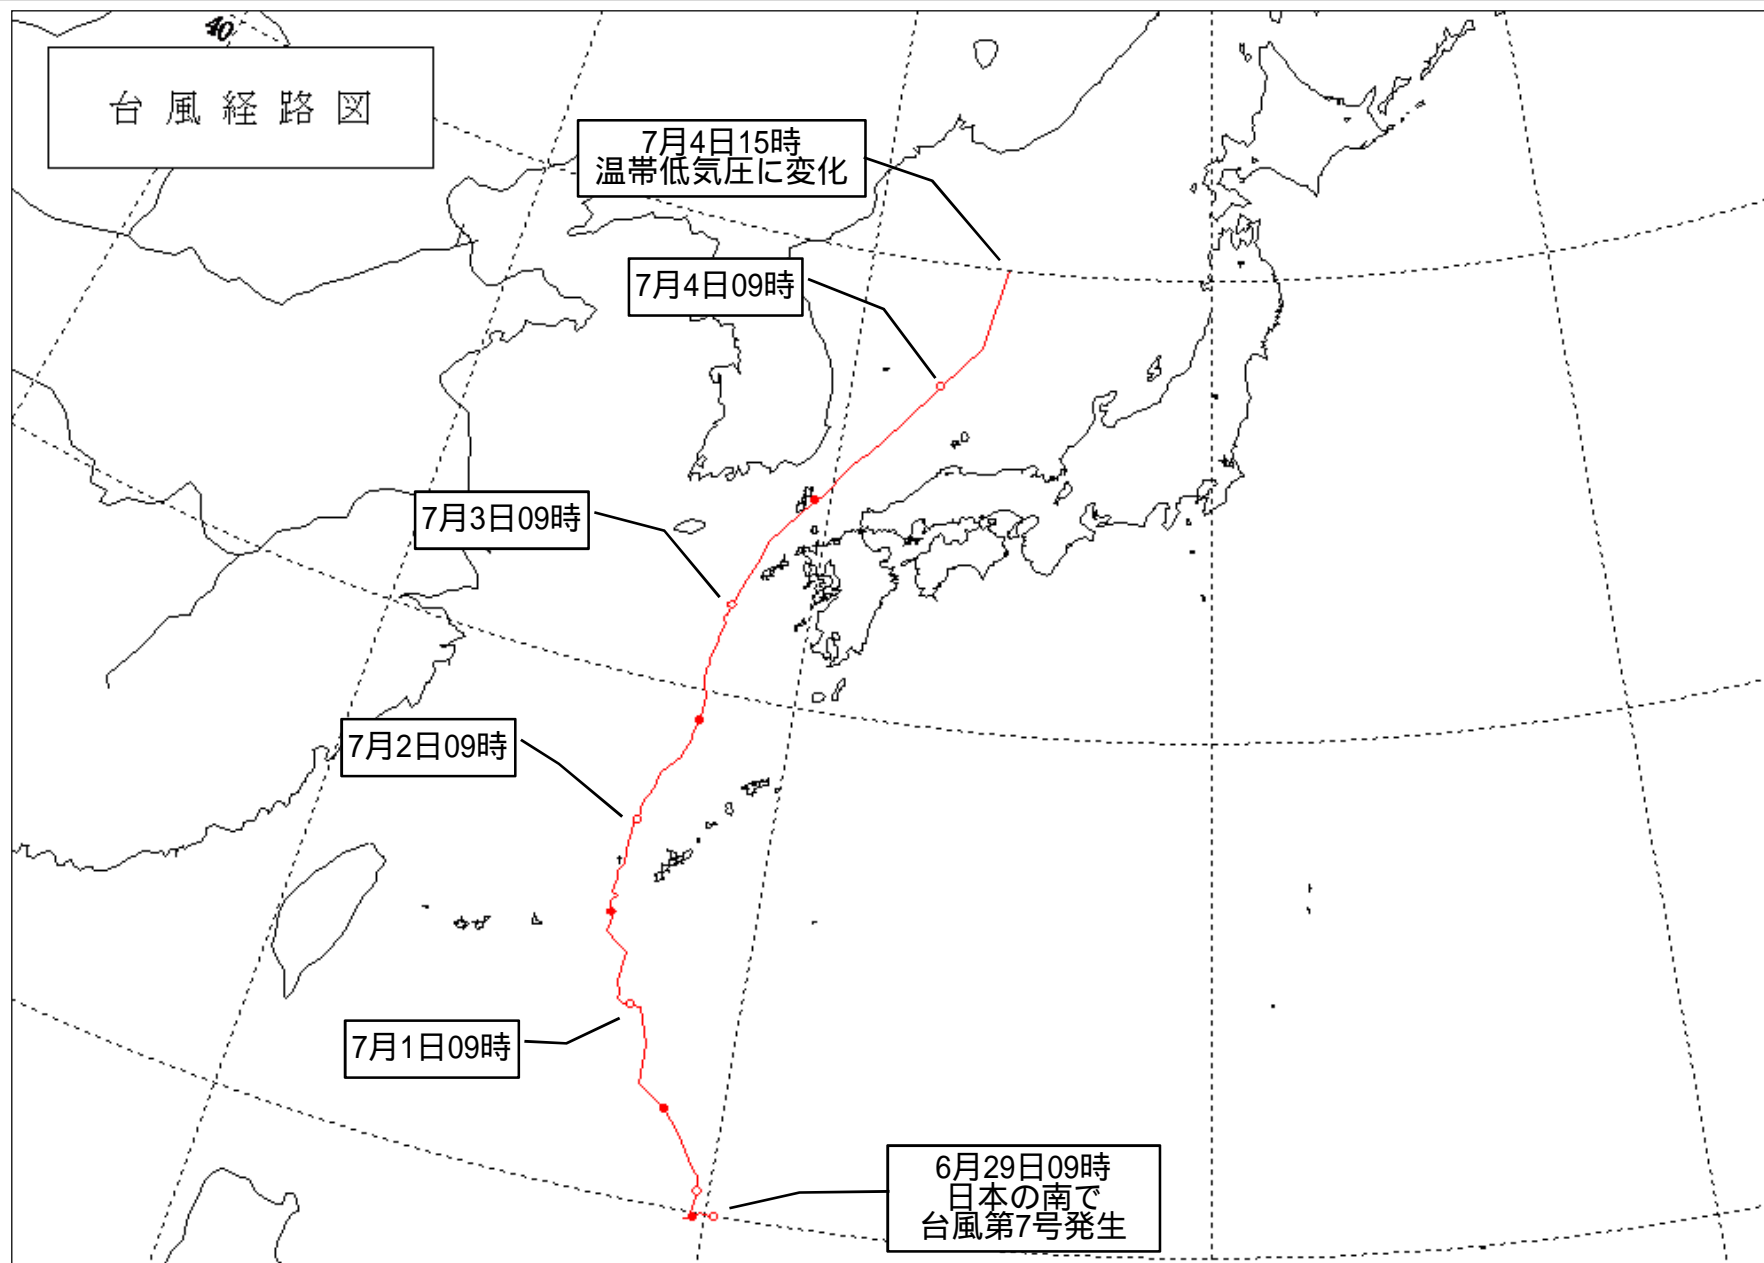 40
台風経路図
7月4日15時
温帯低気圧に変化
7月4日09時
7月3日09時
7月2日09時
7月1日09時
6月29日09時
日本の南で
台風第7号発生